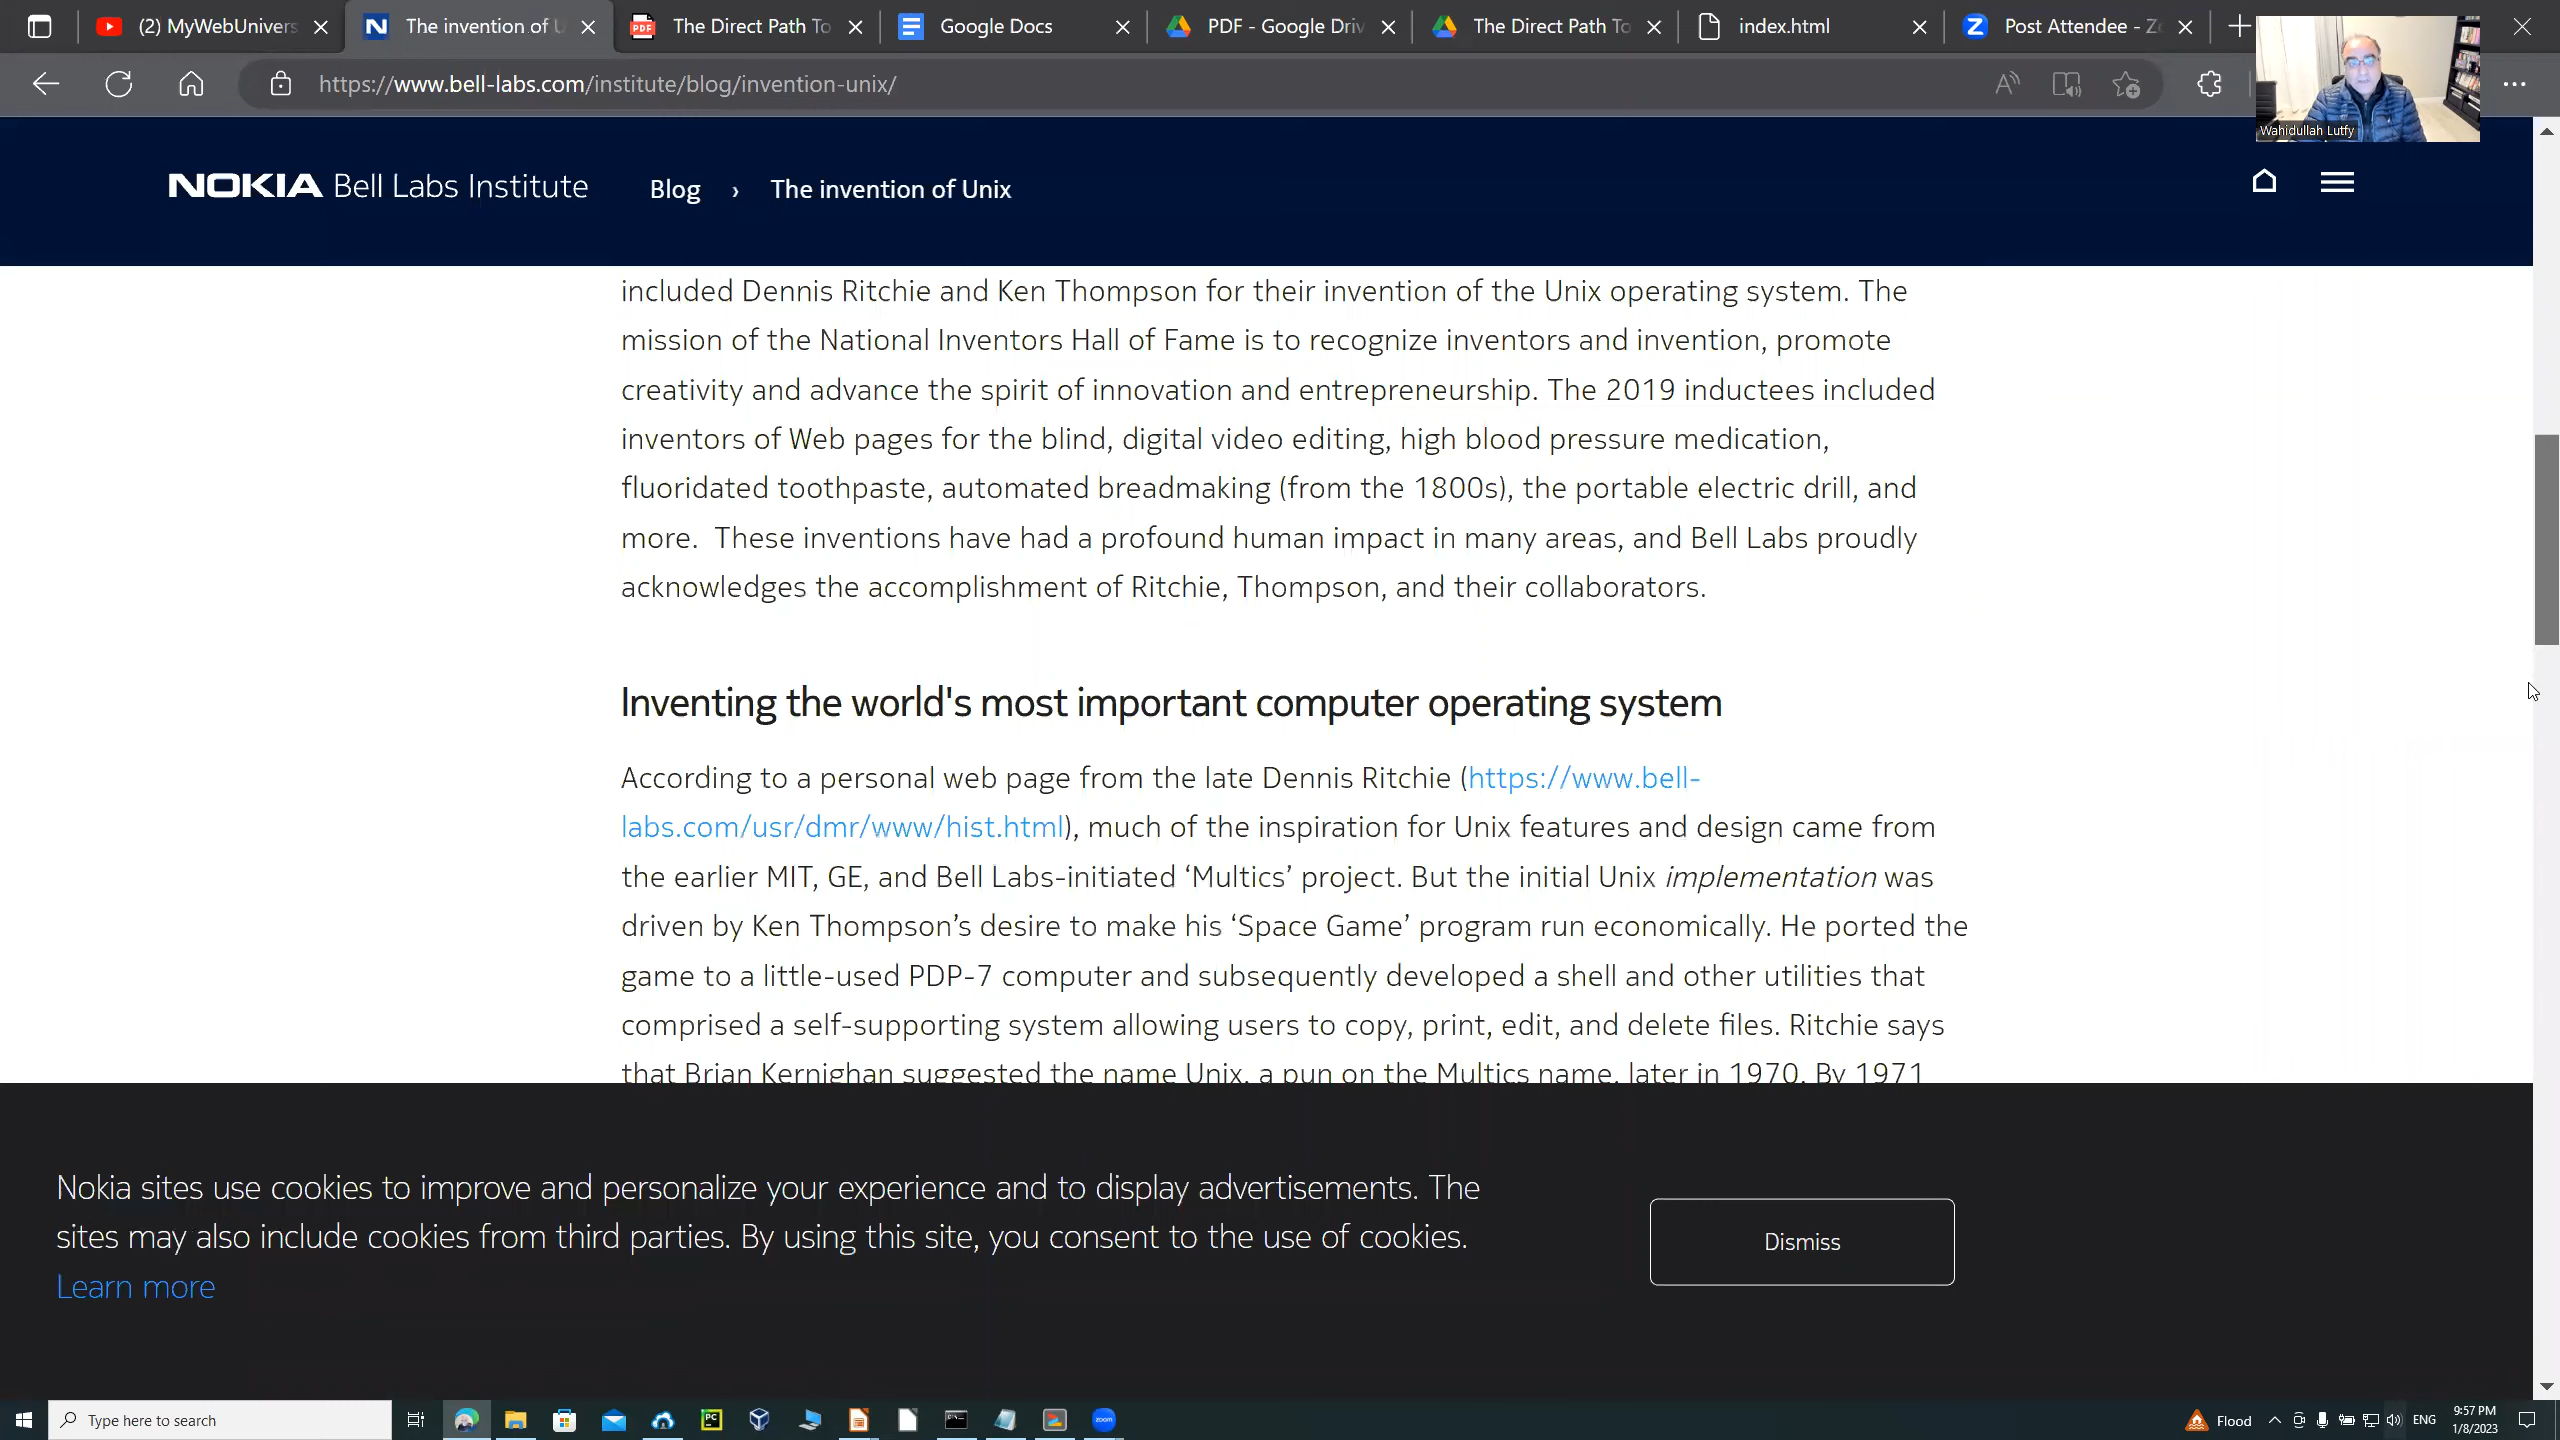 (2) MyWebUnivers
The invention of U
PDF
The Direct Path To
Google Docs
PDF - Google Driv
The Direct Path To
index.html
Z
Post Attendee - Zo
https://www.bell-labs.com/institute/blog/invention-unix/
Wahidullah Lutfy
NOKIA Bell Labs Institute
Blog › The invention of Unix
included Dennis Ritchie and Ken Thompson for their invention of the Unix operating system. The
mission of the National Inventors Hall of Fame is to recognize inventors and invention, promote
creativity and advance the spirit of innovation and entrepreneurship. The 2019 inductees included
inventors of Web pages for the blind, digital video editing, high blood pressure medication,
fluoridated toothpaste, automated breadmaking (from the 1800s), the portable electric drill, and
more.  These inventions have had a profound human impact in many areas, and Bell Labs proudly
acknowledges the accomplishment of Ritchie, Thompson, and their collaborators.
Inventing the world's most important computer operating system
According to a personal web page from the late Dennis Ritchie (https://www.bell-
labs.com/usr/dmr/www/hist.html), much of the inspiration for Unix features and design came from
the earlier MIT, GE, and Bell Labs-initiated ‘Multics’ project. But the initial Unix implementation was
driven by Ken Thompson’s desire to make his ‘Space Game’ program run economically. He ported the
game to a little-used PDP-7 computer and subsequently developed a shell and other utilities that
comprised a self-supporting system allowing users to copy, print, edit, and delete files. Ritchie says
that Brian Kernighan suggested the name Unix, a pun on the Multics name, later in 1970. By 1971
Nokia sites use cookies to improve and personalize your experience and to display advertisements. The
sites may also include cookies from third parties. By using this site, you consent to the use of cookies.
Learn more
Dismiss
Type here to search
PC
zoom
Flood
ENG
9:57 PM
1/8/2023